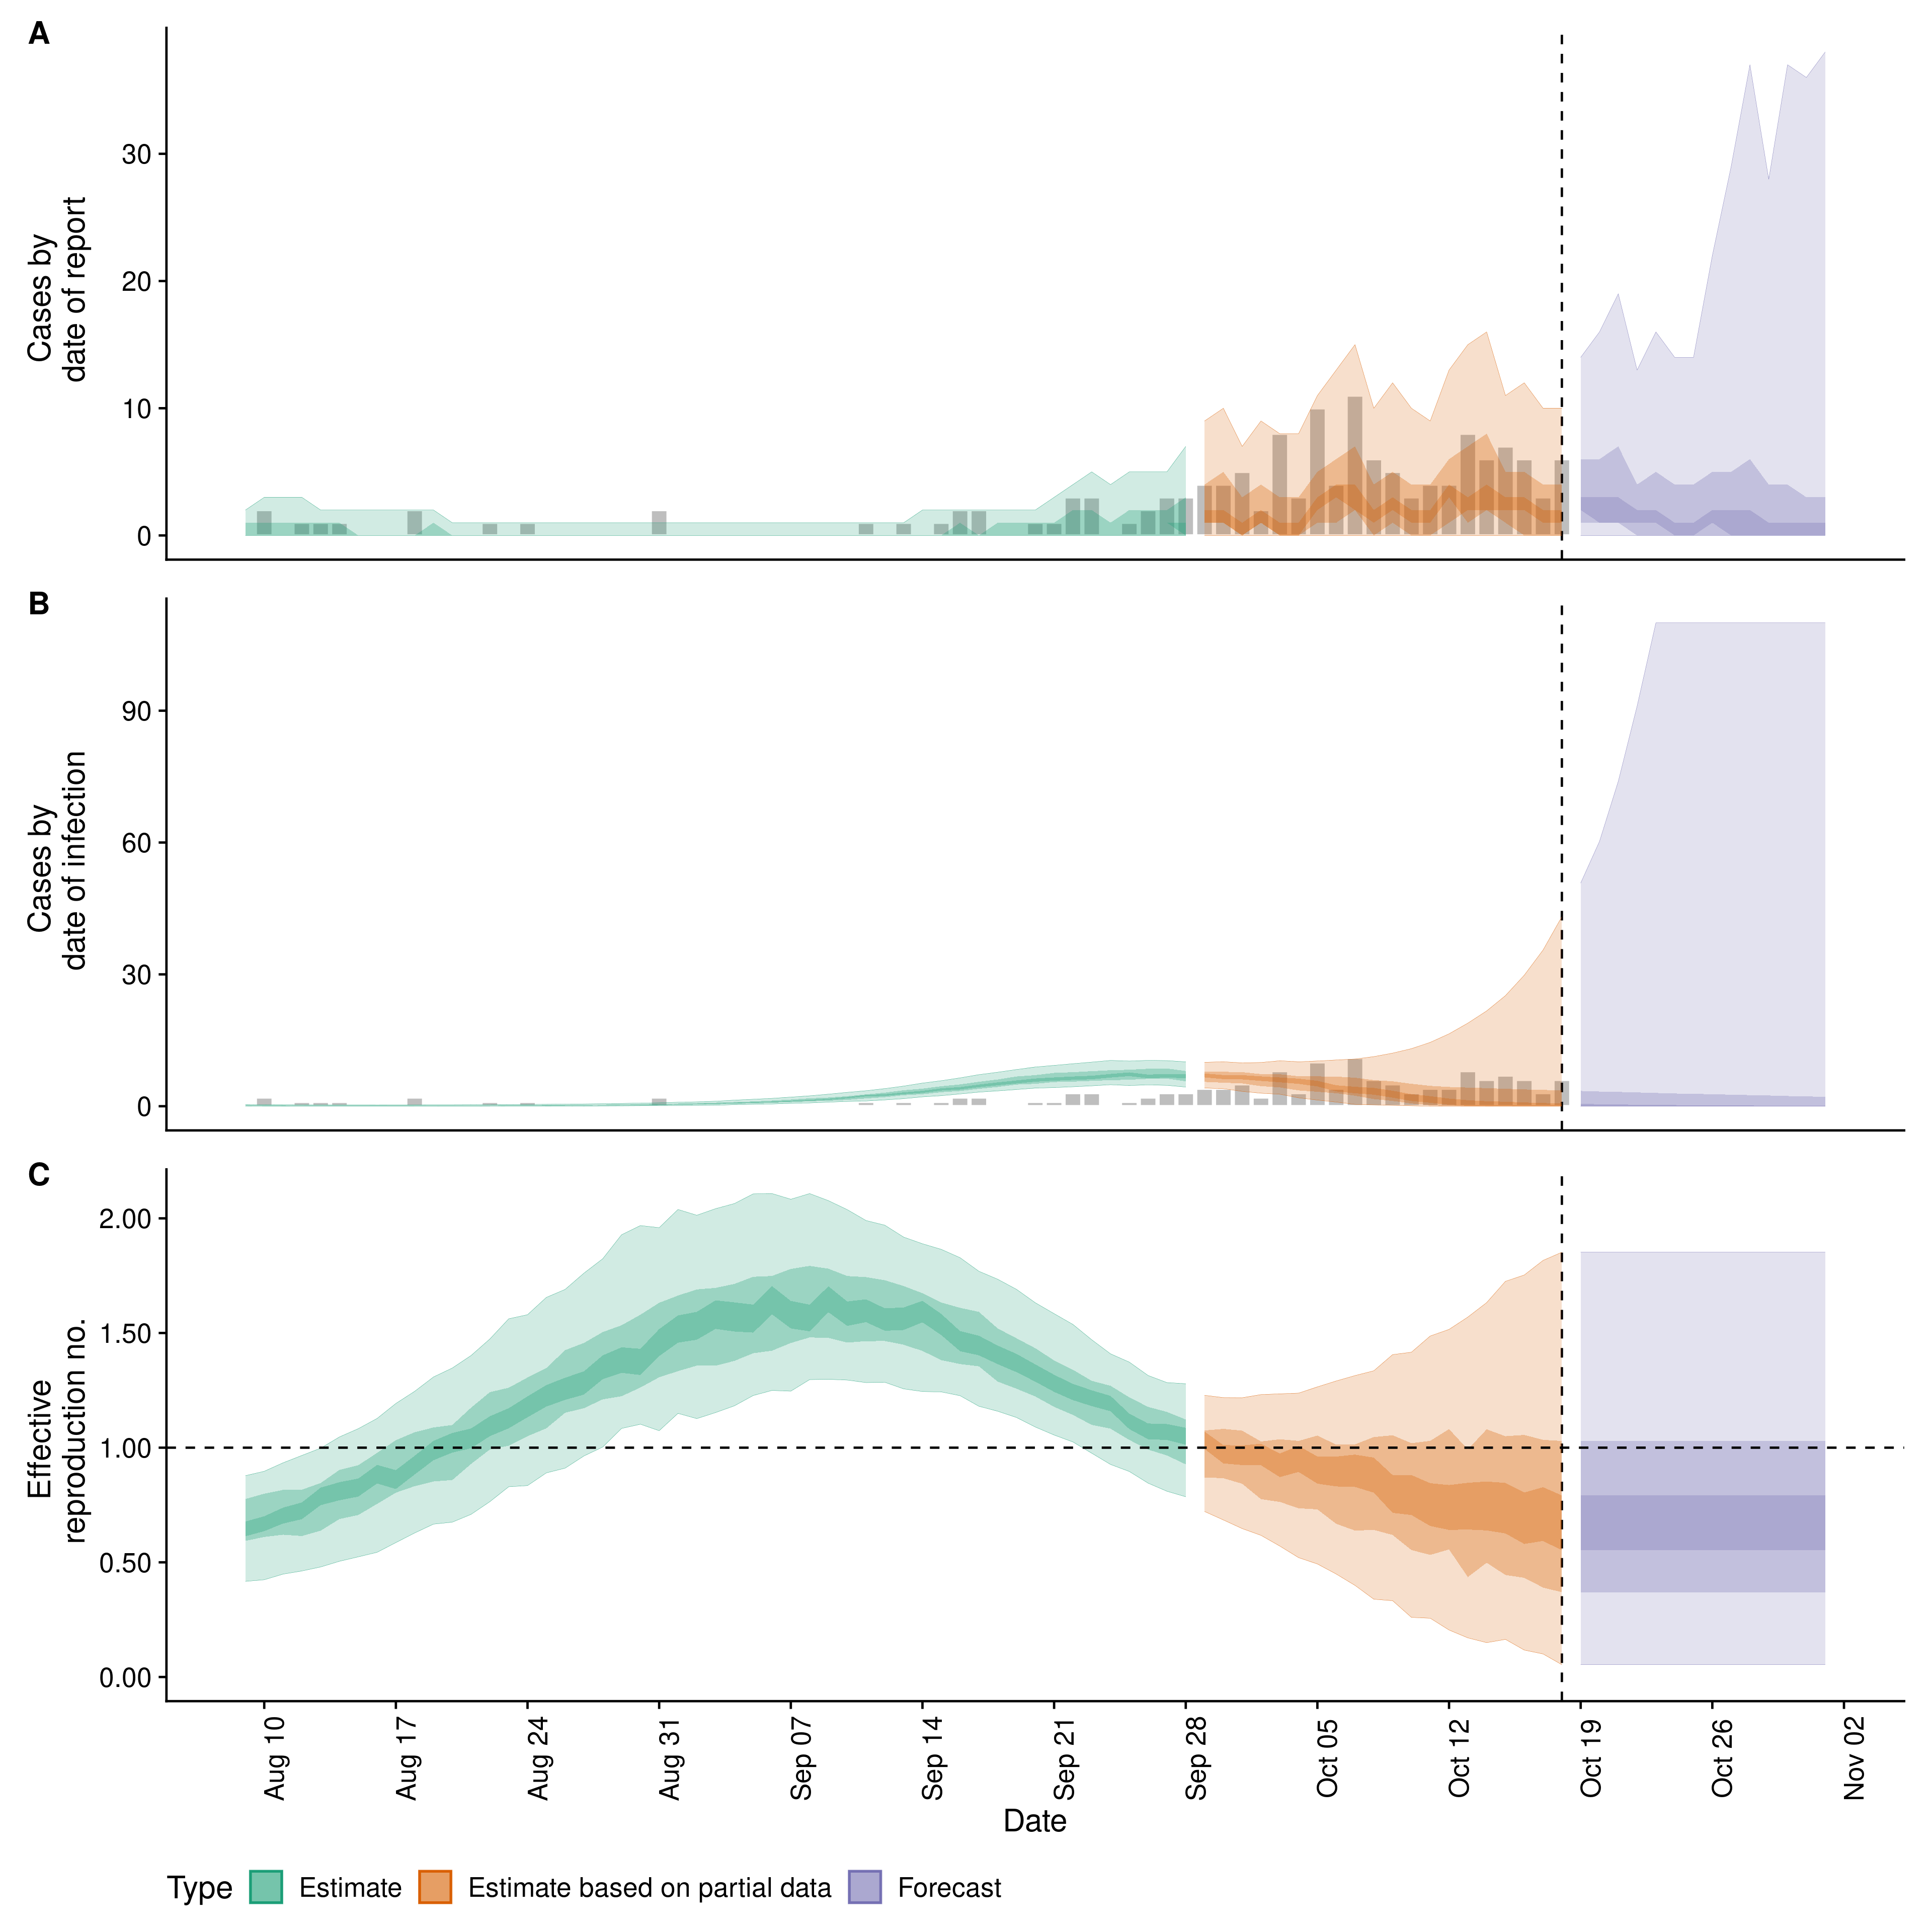 A
Cases by
date of report
30
20
10
0
B
Cases by
date of infection
90
60
30
0
C
Effective
reproduction no.
2.00
1.50
1.00
0.50
0.00
Aug 10
Aug 17
Aug 24
Aug 31
Sep 07
Sep 14
Sep 21
Sep 28
Oct 05
Oct 12
Oct 19
Oct 26
Nov 02
Date
Type Estimate Estimate based on partial data Forecast